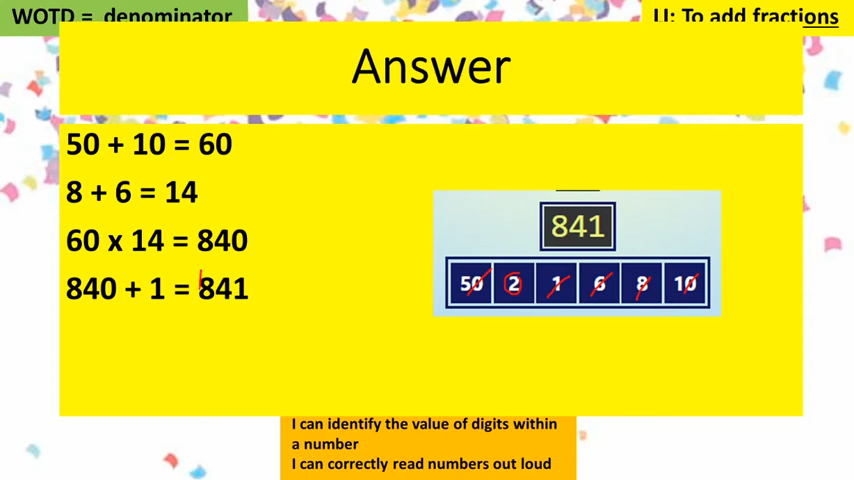 WOTD = denominator
LI: To add fractions
Answer
50 + 10 = 60
8 + 6 = 14
60 x 14 = 840
840 + 1 = 841
841
50 2 1 6 8 10
I can identify the value of digits within
a number
I can correctly read numbers out loud